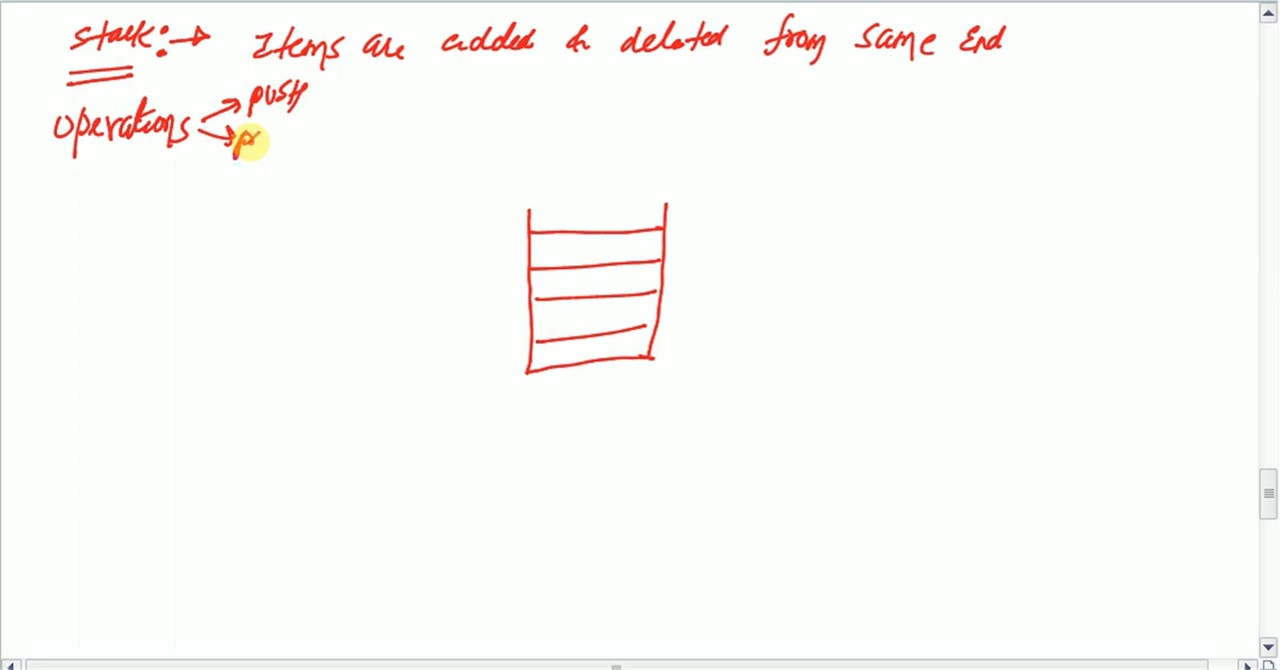 Stack:→ Items are added & deleted from same End
operations
push